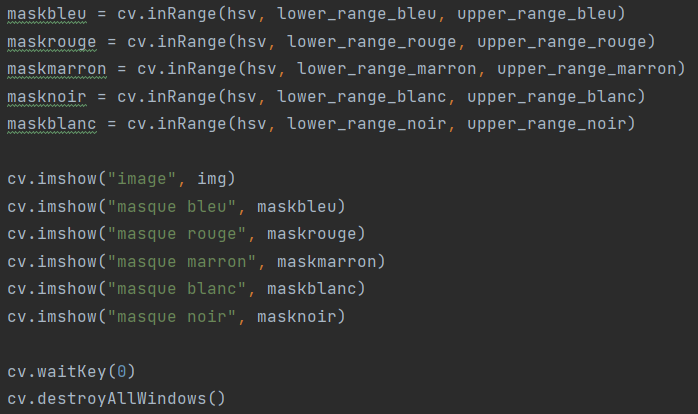 maskbleu = cv.inRange(hsv, lower_range_bleu, upper_range_bleu)
maskrouge = cv.inRange(hsv, lower_range_rouge, upper_range_rouge)
maskmarron = cv.inRange(hsv, lower_range_marron, upper_range_marron)
masknoir = cv.inRange(hsv, lower_range_blanc, upper_range_blanc)
maskblanc = cv.inRange(hsv, lower_range_noir, upper_range_noir)
cv.imshow("image", img)
cv.imshow("masque bleu", maskbleu)
cv.imshow("masque rouge", maskrouge)
cv.imshow("masque marron", maskmarron)
cv.imshow("masque blanc", maskblanc)
cv.imshow("masque noir", masknoir)
cv.waitKey(0)
cv.destroyAllWindows()